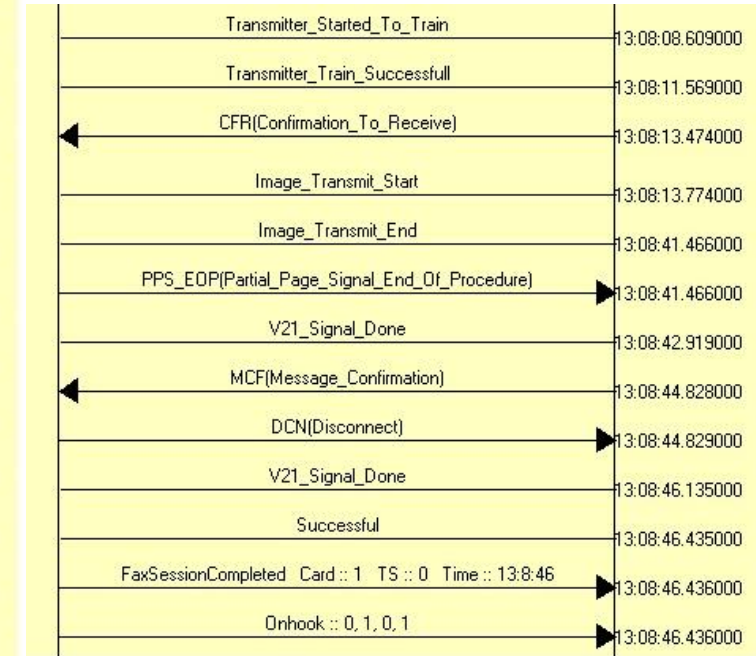 Transmitter_Started_To_Train
13:08:08.609000
Transmitter_Train_Successfull
13:08:11.569000
CFR(Confirmation_To_Receive)
13:08:13.474000
Image_Transmit_Start
13:08:13.774000
Image_Transmit_End
13:08:41.466000
PPS_EOP(Partial_Page_Signal_End_Of_Procedure)
13:08:41.466000
V21_Signal_Done
13:08:42.919000
MCF(Message_Confirmation)
13:08:44.828000
DCN(Disconnect)
13:08:44.829000
V21_Signal_Done
13:08:46.135000
Successful
13:08:46.435000
FaxSessionCompleted Card :: 1 TS :: 0 Time :: 13:8:46
13:08:46.436000
Onhook :: 0, 1, 0, 1
13:08:46.436000